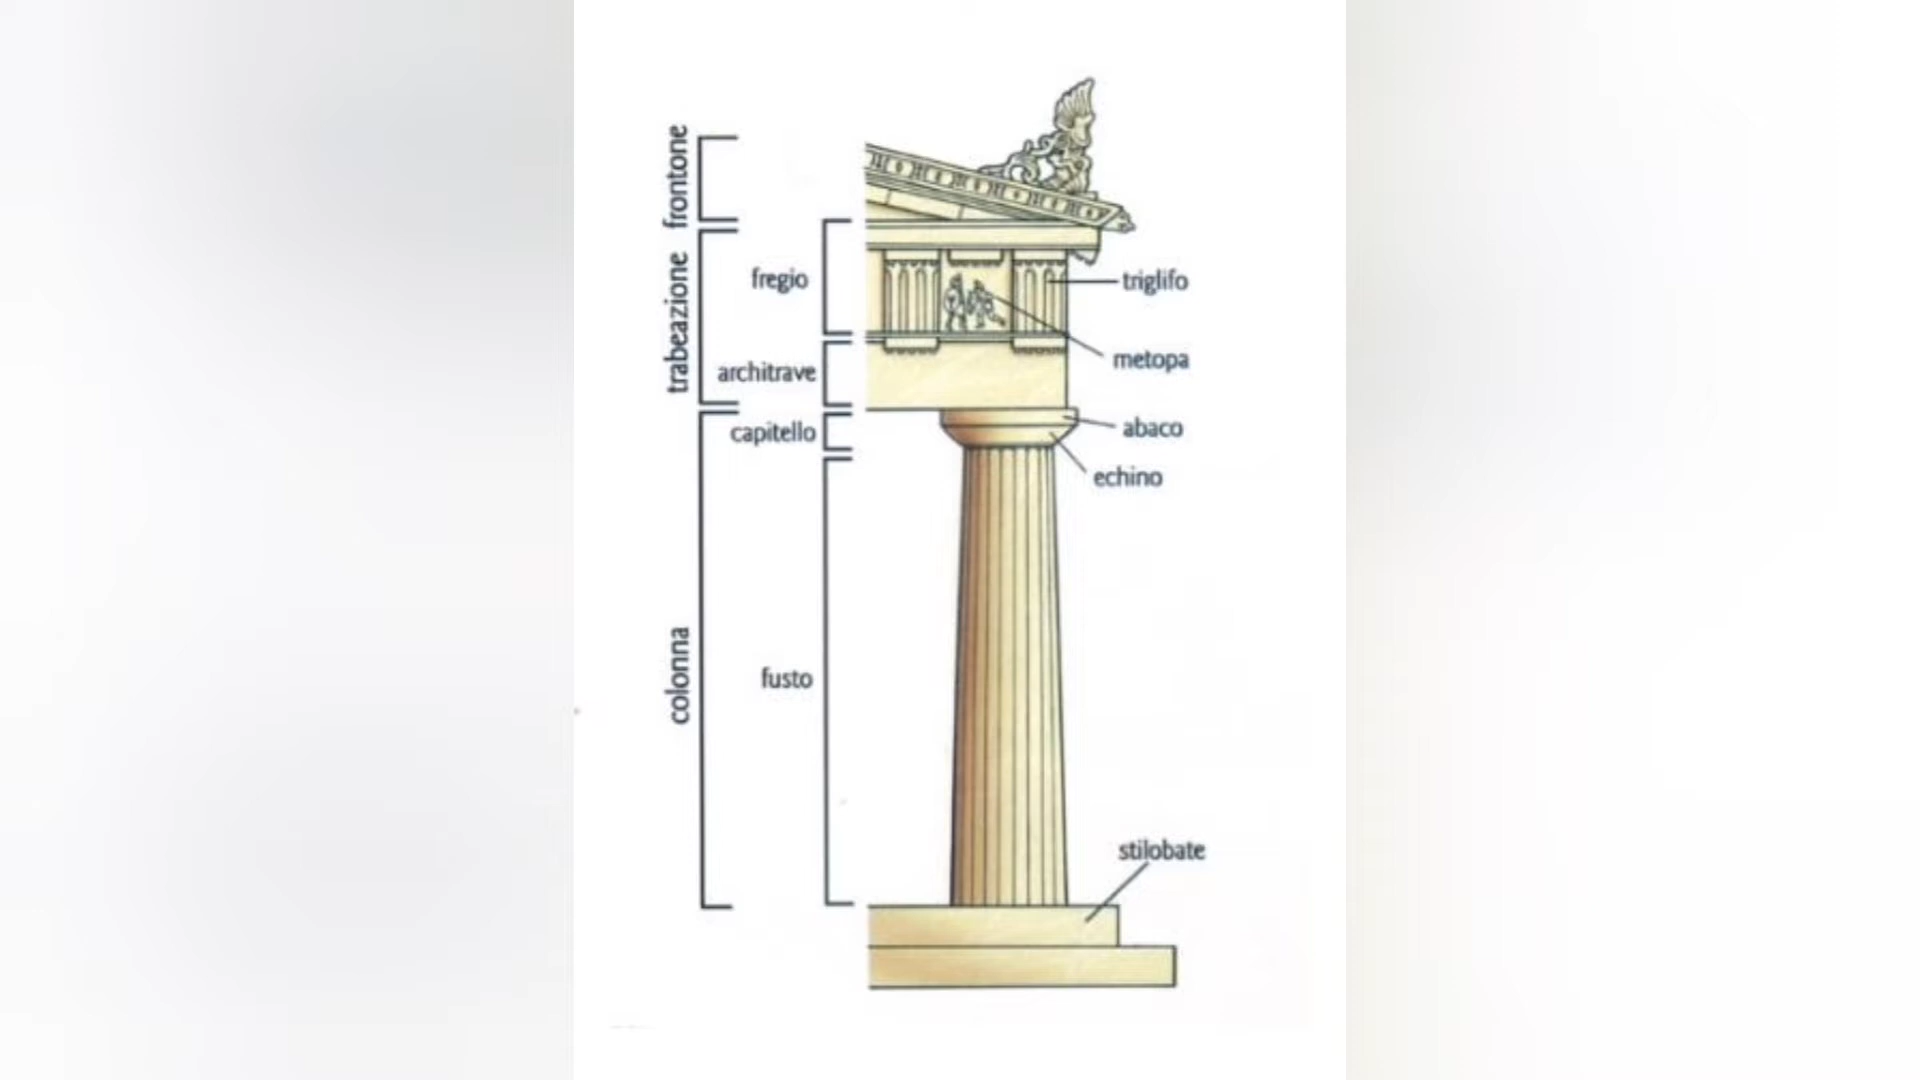 frontone
trabeazione
fregio
triglifo
metopa
architrave
capitello
abaco
echino
colonna
fusto
stilobate